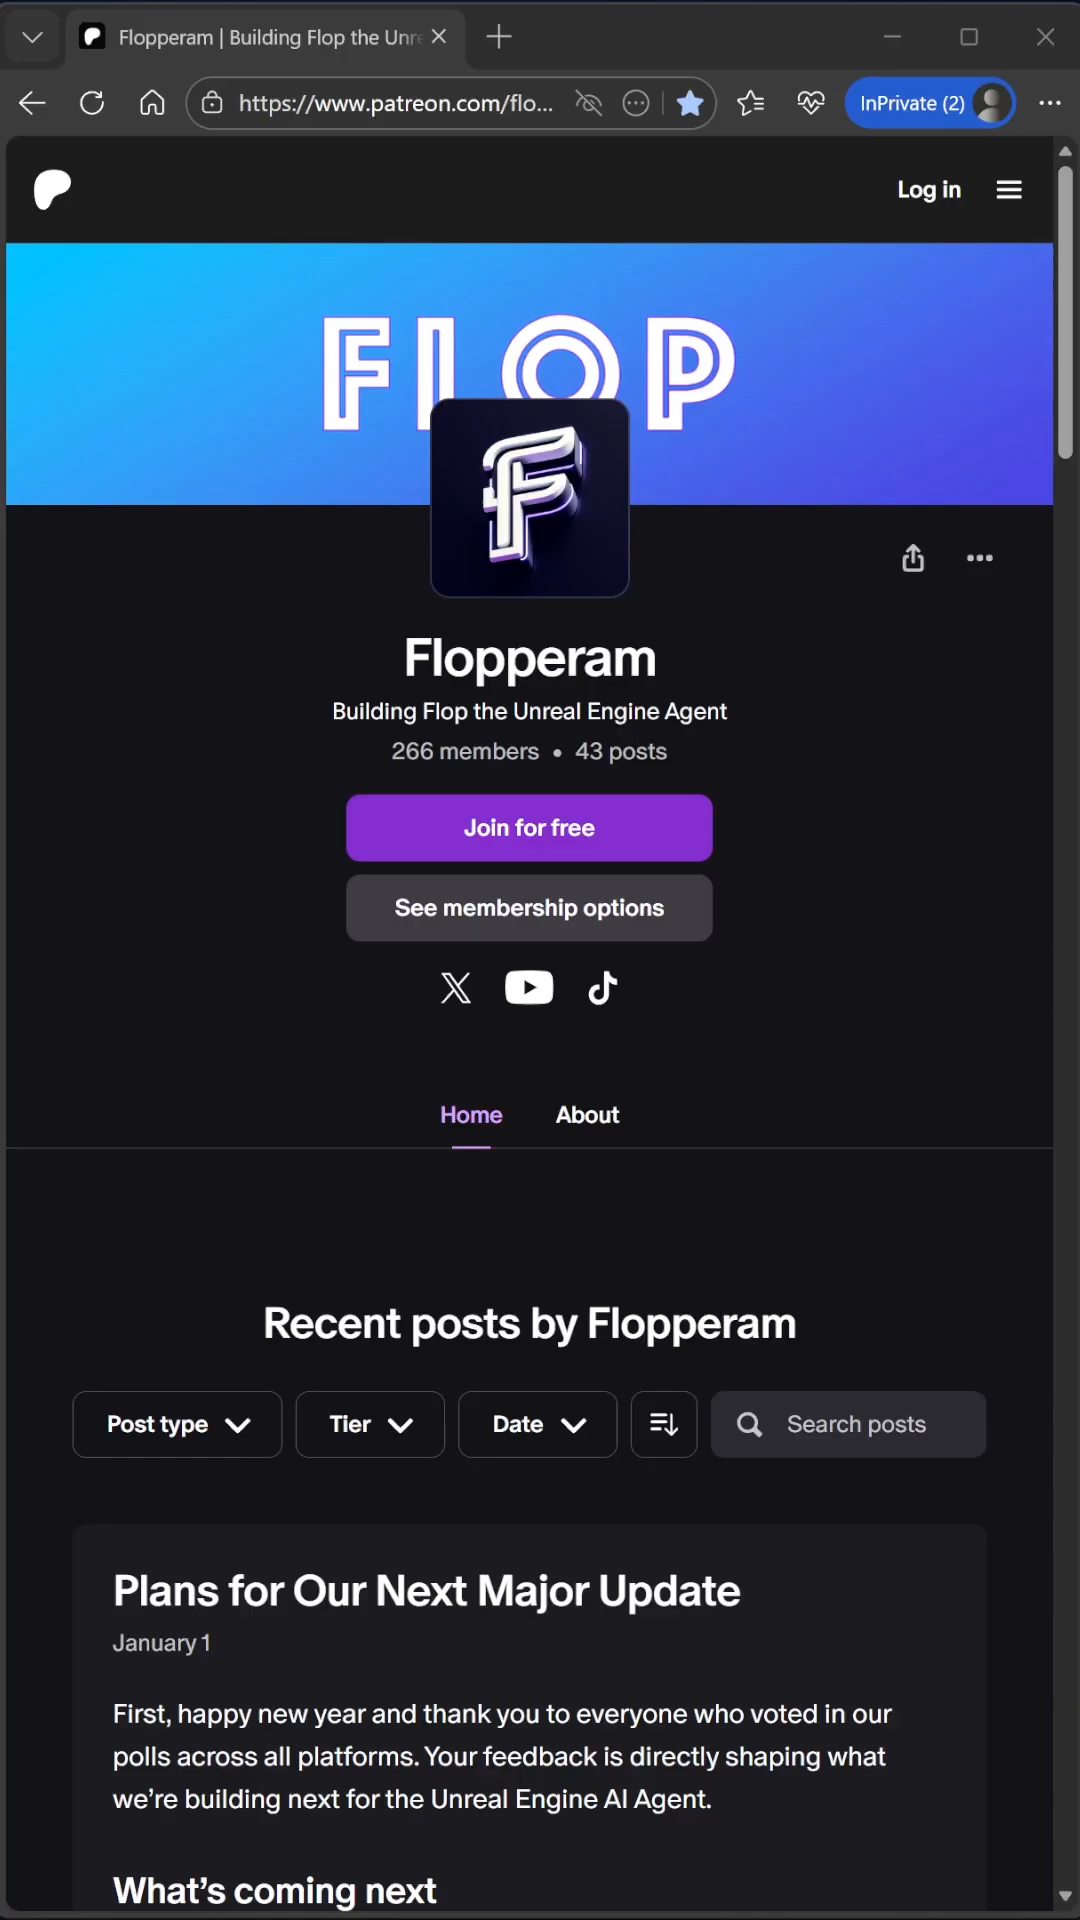 Flopperam | Building Flop the Unre
https://www.patreon.com/flo...
InPrivate (2)
Log in
FLOP
F
Flopperam
Building Flop the Unreal Engine Agent
266 members • 43 posts
Join for free
See membership options
Home About
Recent posts by Flopperam
Post type Tier Date Search posts
Plans for Our Next Major Update
January 1
First, happy new year and thank you to everyone who voted in our
polls across all platforms. Your feedback is directly shaping what
we’re building next for the Unreal Engine AI Agent.
What’s coming next